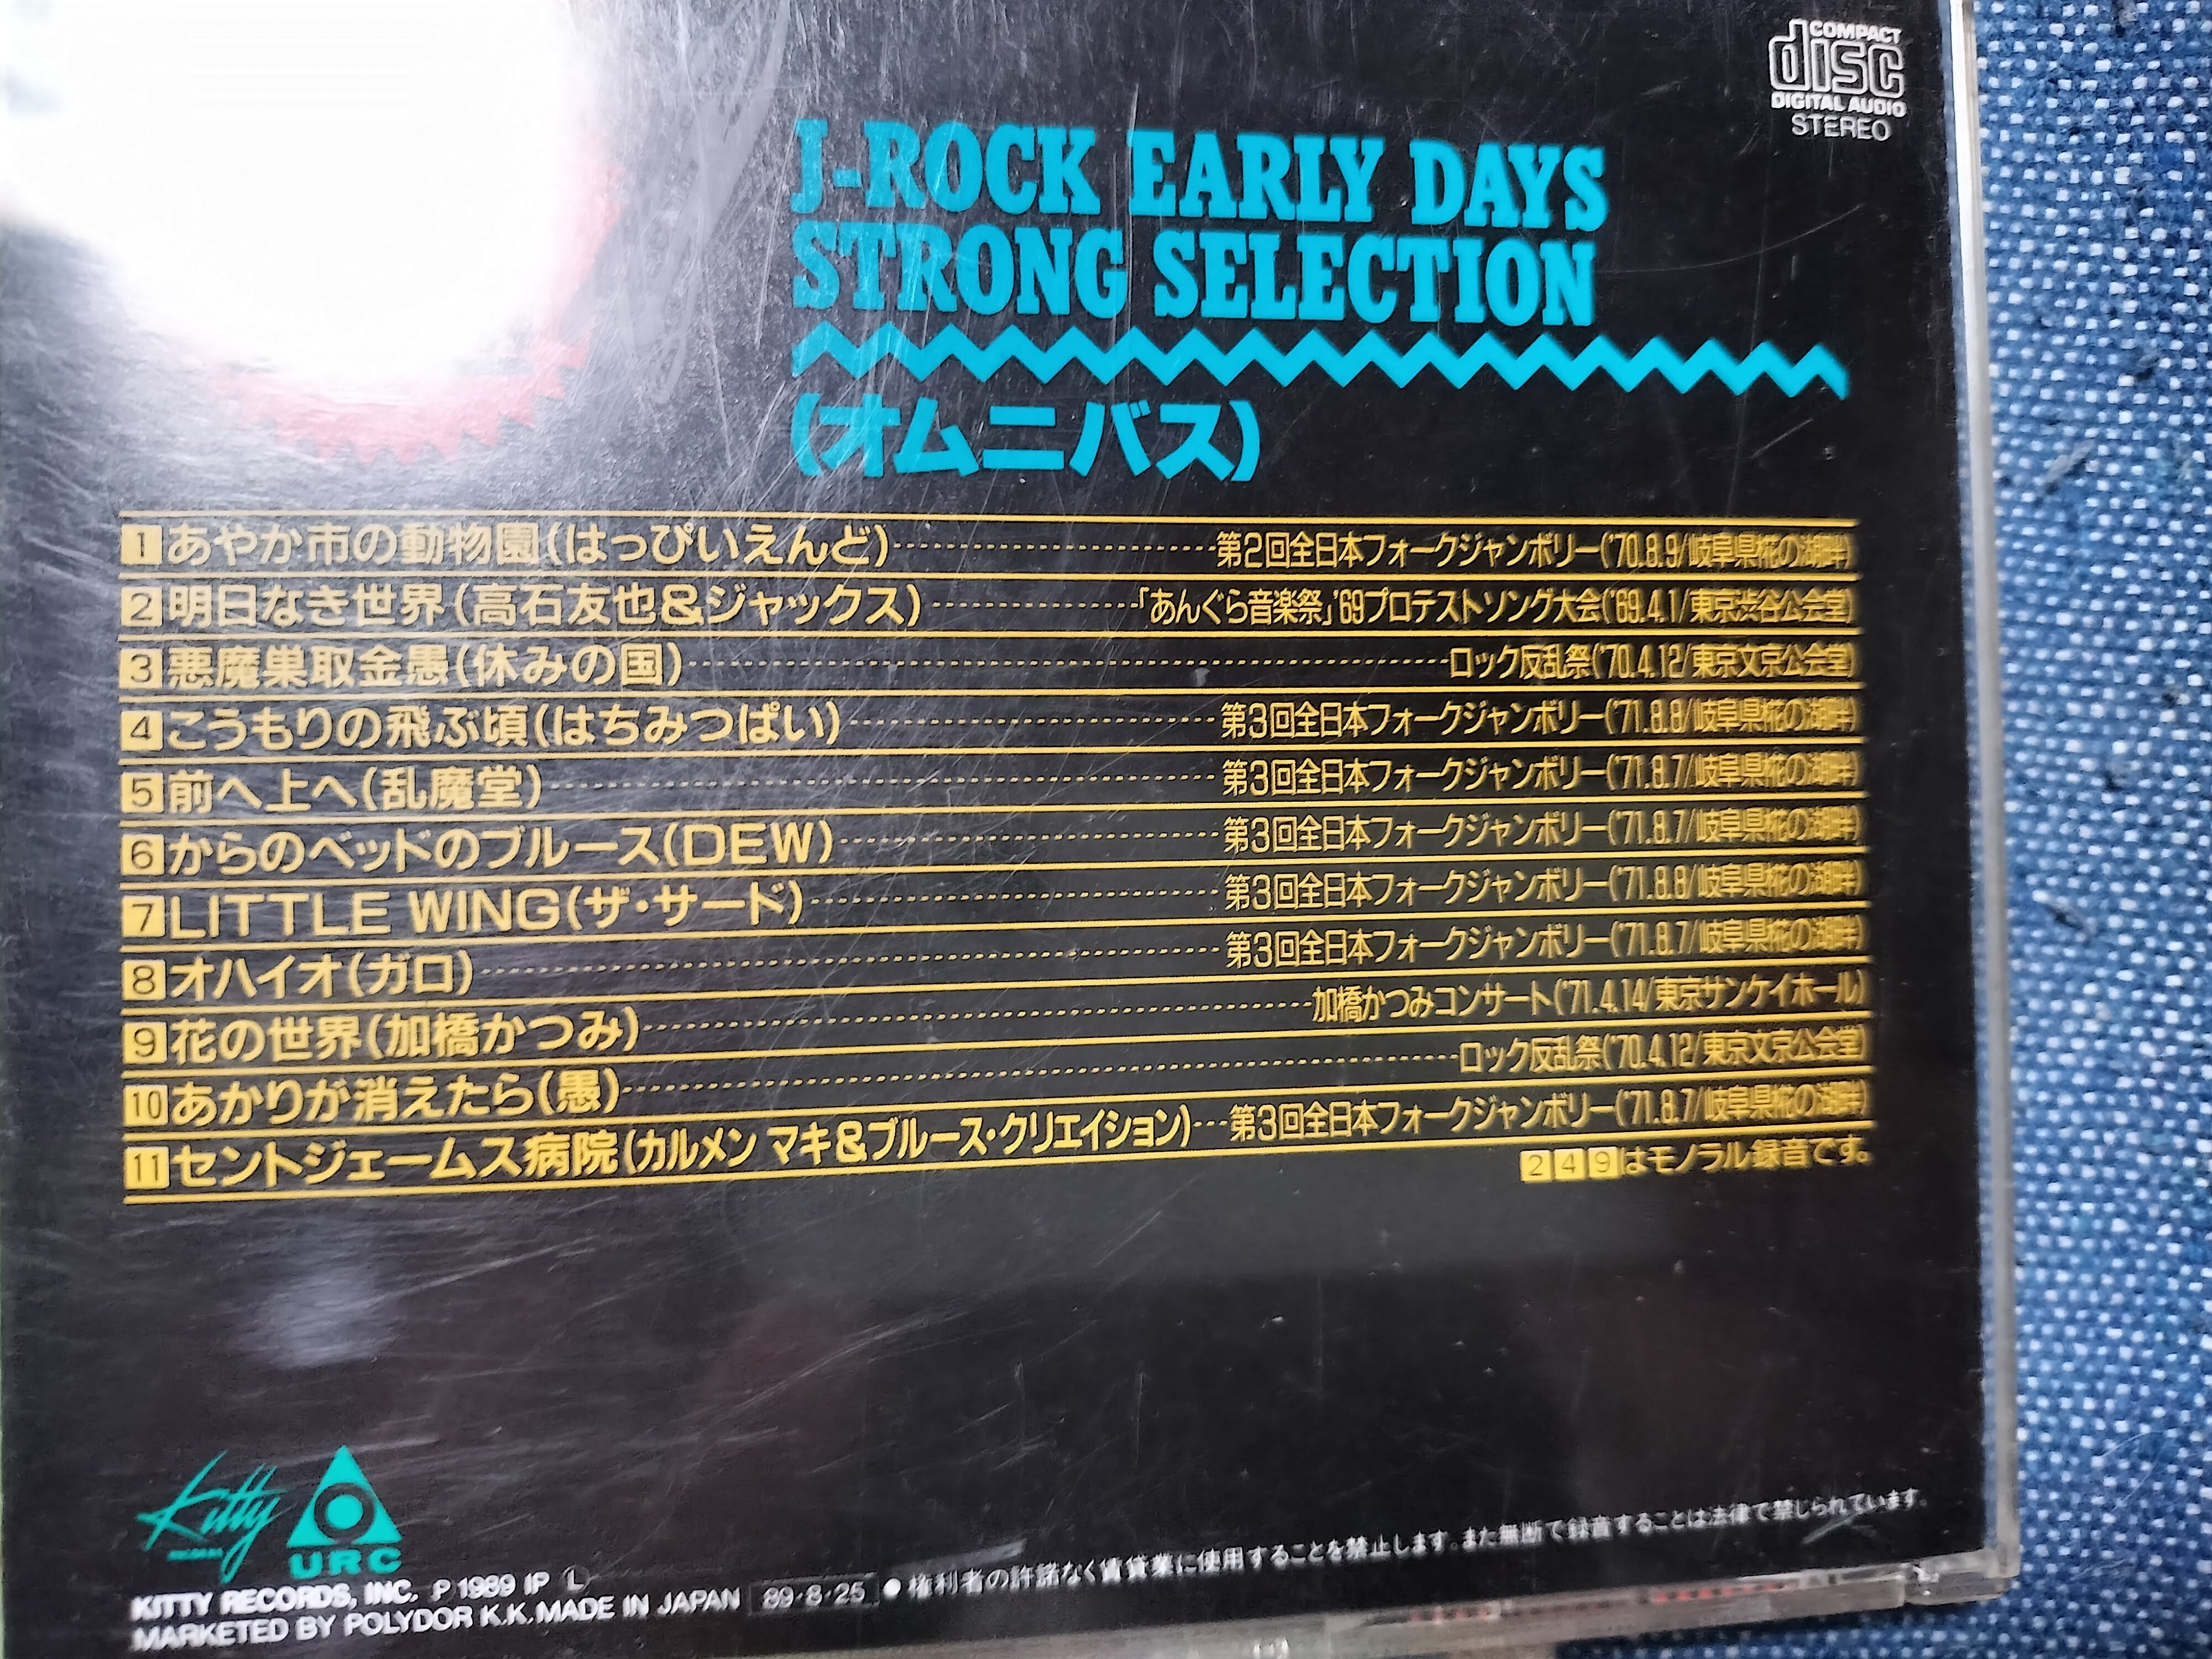 COMPACT
disc
DIGITAL AUDIO
STEREO
J-ROCK EARLY DAYS
STRONG SELECTION
(オムニバス)
1 あやか市の動物園(はっぴいえんど)……第2回全日本フォークジャンボリー('70.8.9/岐阜県椛の湖畔)
2 明日なき世界(高石友也&ジャックス)……「あんぐら音楽祭」'69プロテストソング大会('69.4.1/東京渋谷公会堂)
3 悪魔巣取金愚(休みの国)……ロック反乱祭('70.4.12/東京文京公会堂)
4 こうもりの飛ぶ頃(はちみつぱい)……第3回全日本フォークジャンボリー('71.8.8/岐阜県椛の湖畔)
5 前へ上へ(乱魔堂)……第3回全日本フォークジャンボリー('71.8.7/岐阜県椛の湖畔)
6 からのベッドのブルース(DEW)……第3回全日本フォークジャンボリー('71.8.7/岐阜県椛の湖畔)
7 LITTLE WING(ザ・サード)……第3回全日本フォークジャンボリー('71.8.8/岐阜県椛の湖畔)
8 オハイオ(ガロ)……第3回全日本フォークジャンボリー('71.8.7/岐阜県椛の湖畔)
9 花の世界(加橋かつみ)……加橋かつみコンサート('71.4.14/東京サンケイホール)
10 あかりが消えたら(愚)……ロック反乱祭('70.4.12/東京文京公会堂)
11 セントジェームス病院(カルメン マキ&ブルース・クリエイション)…第3回全日本フォークジャンボリー('71.8.7/岐阜県椛の湖畔)
2 4 9 はモノラル録音です。
Kitty
URC
KITTY RECORDS, INC. P 1989 IP L
MARKETED BY POLYDOR K.K. MADE IN JAPAN 89・8・25 ●権利者の許諾なく賃貸業に使用することを禁止します。また無断で録音することは法律で禁じられています。